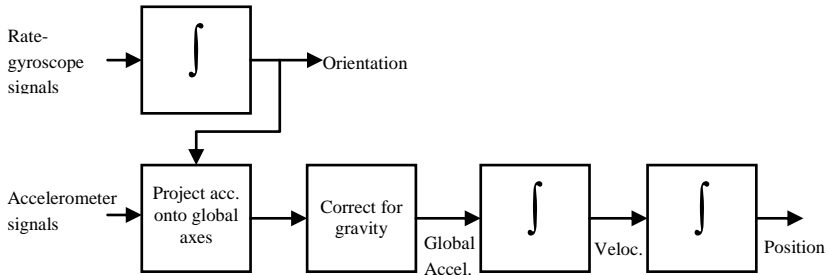 Rate-
gyroscope
signals
∫
Orientation
Accelerometer
signals
Project acc.
onto global
axes
Correct for
gravity
Global
Accel.
∫
Veloc.
∫
Position